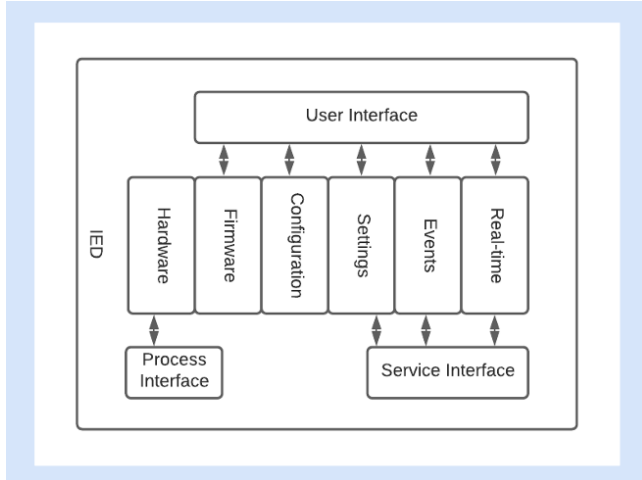 User Interface
IED
Hardware
Firmware
Configuration
Settings
Events
Real-time
Process
Interface
Service Interface